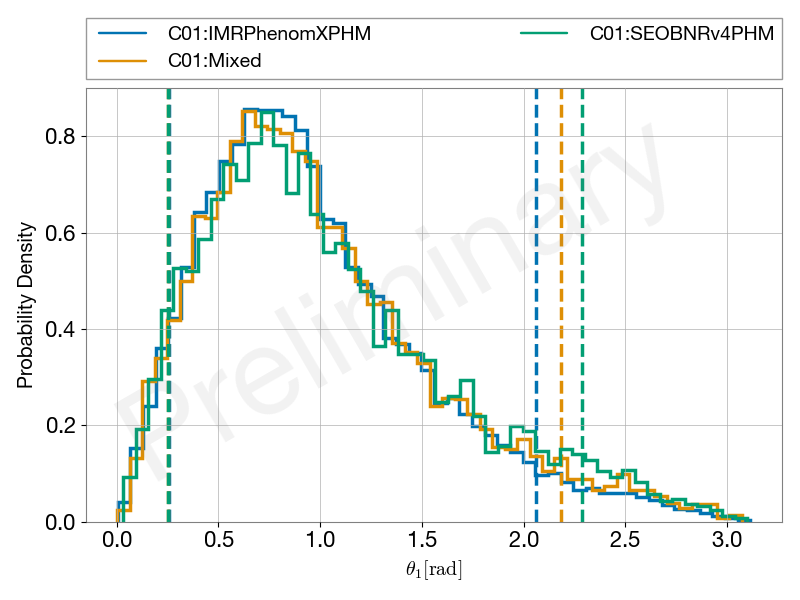 C01:IMRPhenomXPHM
C01:Mixed
C01:SEOBNRv4PHM
Preliminary
Probability Density
0.8
0.6
0.4
0.2
0.0
0.0 0.5 1.0 1.5 2.0 2.5 3.0
θ₁[rad]